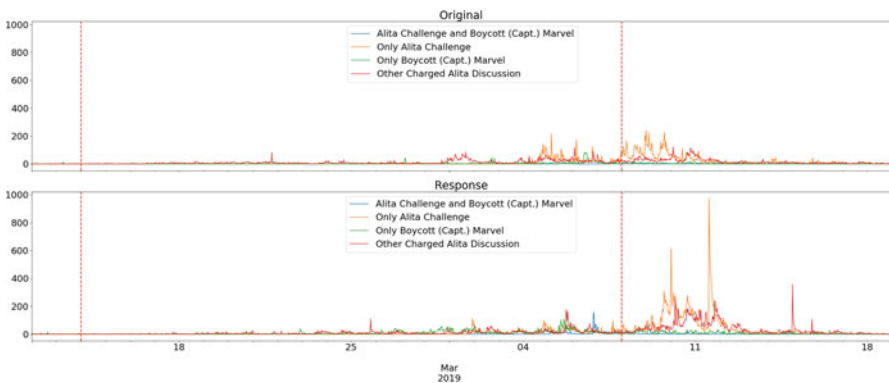 Original
1000
800
600
400
200
0
Alita Challenge and Boycott (Capt.) Marvel
Only Alita Challenge
Only Boycott (Capt.) Marvel
Other Charged Alita Discussion
Response
1000
800
600
400
200
0
Alita Challenge and Boycott (Capt.) Marvel
Only Alita Challenge
Only Boycott (Capt.) Marvel
Other Charged Alita Discussion
18 25 04 11 18
Mar
2019